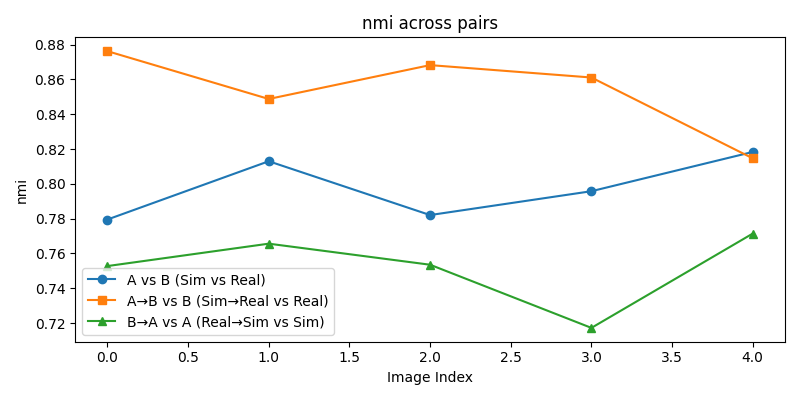 nmi across pairs
nmi
0.88
0.86
0.84
0.82
0.80
0.78
0.76
0.74
0.72
A vs B (Sim vs Real)
A→B vs B (Sim→Real vs Real)
B→A vs A (Real→Sim vs Sim)
0.0 0.5 1.0 1.5 2.0 2.5 3.0 3.5 4.0
Image Index